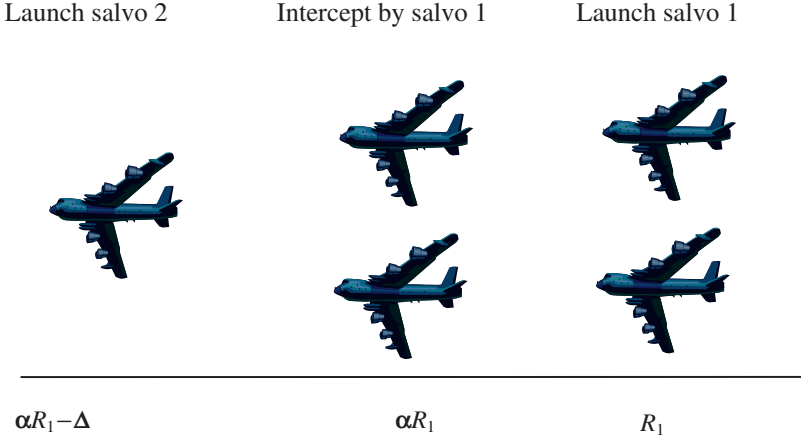 Launch salvo 2 Intercept by salvo 1 Launch salvo 1
αR₁−Δ αR₁ R₁